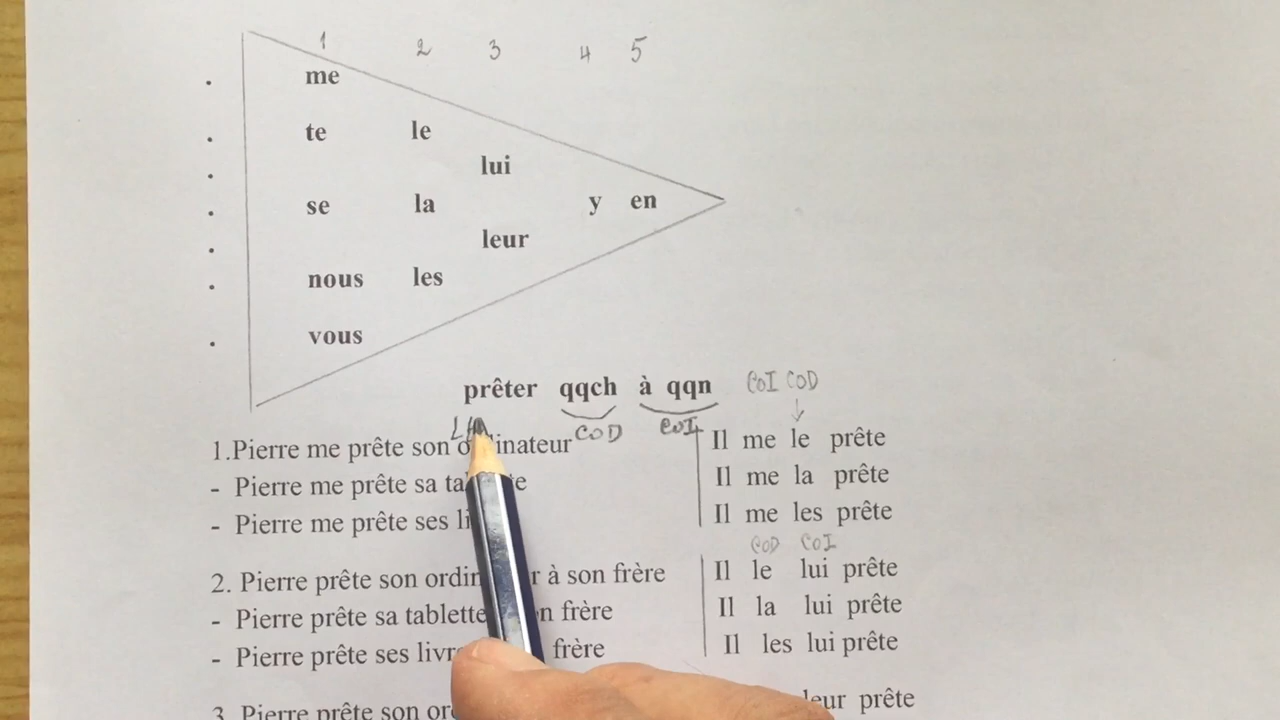 1 2 3 4 5
me
te le
lui
se la y en
leur
nous les
vous
prêter qqch à qqn COI COD
COD COI
1.Pierre me prête son Il me le prête
- Pierre me prête sa Il me la prête
- Pierre me prête ses Il me les prête
COD COI
2. Pierre prête son à son frère Il le lui prête
- Pierre prête sa tablette frère Il la lui prête
- Pierre prête ses frère Il les lui prête
3. Pierre prête son leur prête